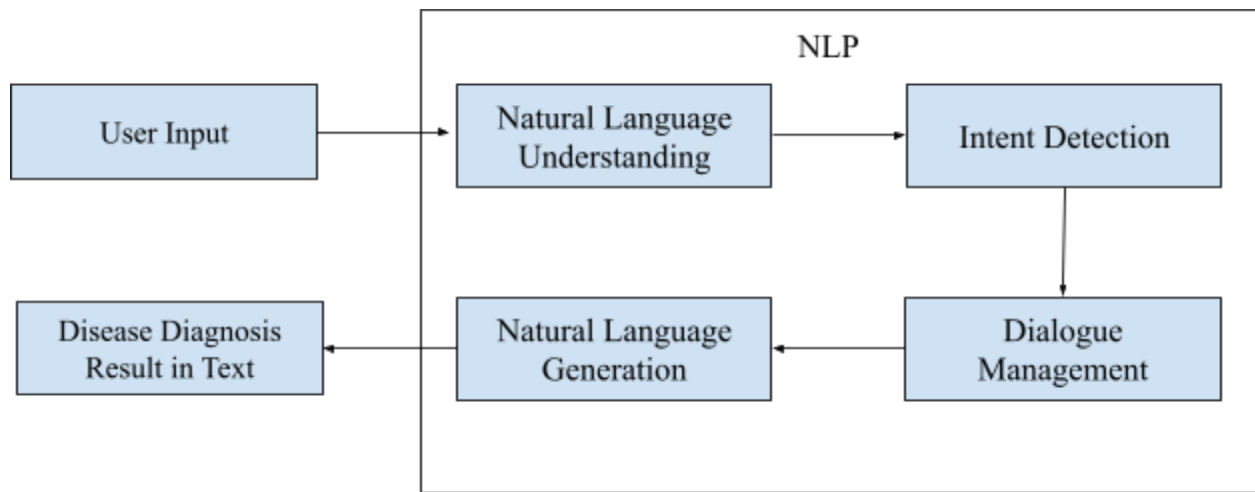 NLP
User Input
Natural Language
Understanding
Intent Detection
Dialogue
Management
Natural Language
Generation
Disease Diagnosis
Result in Text